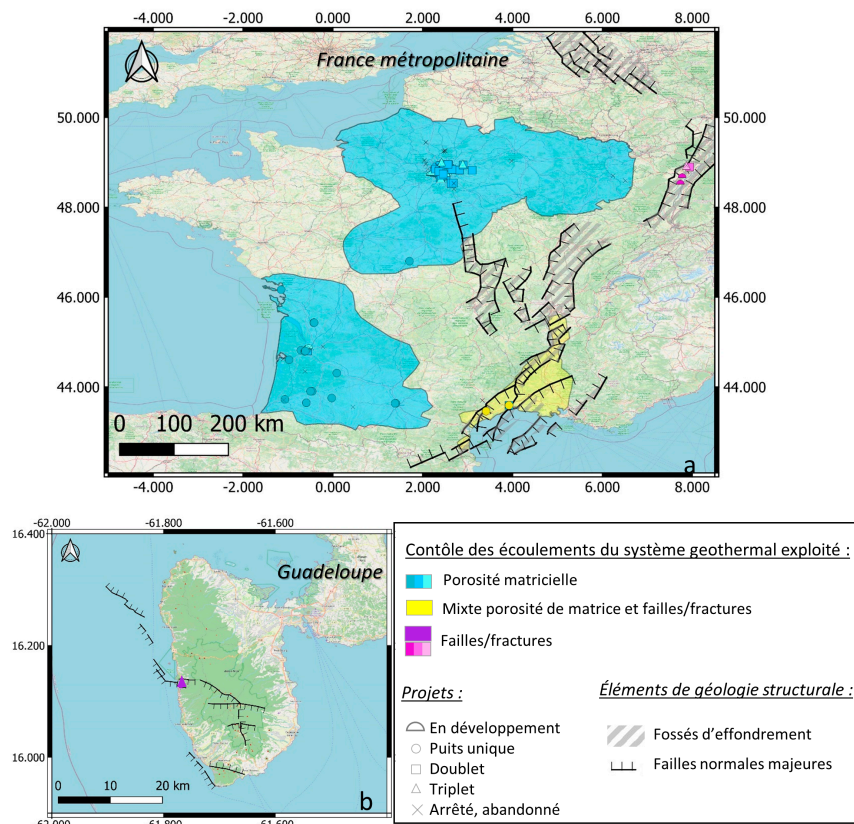 -4.000 -2.000 0.000 2.000 4.000 6.000 8.000
France métropolitaine
50.000 50.000
48.000 48.000
46.000 46.000
44.000 44.000
0 100 200 km
a
-4.000 -2.000 0.000 2.000 4.000 6.000 8.000
-62.000 -61.800 -61.600
16.400
Guadeloupe
16.200
16.000
0 10 20 km
b
-62.000 -61.800 -61.600
Contôle des écoulements du système geothermal exploité :
Porosité matricielle
Mixte porosité de matrice et failles/fractures
Failles/fractures
Projets :
En développement
Puits unique
Doublet
Triplet
Arrêté, abandonné
Éléments de géologie structurale :
Fossés d'effondrement
Failles normales majeures